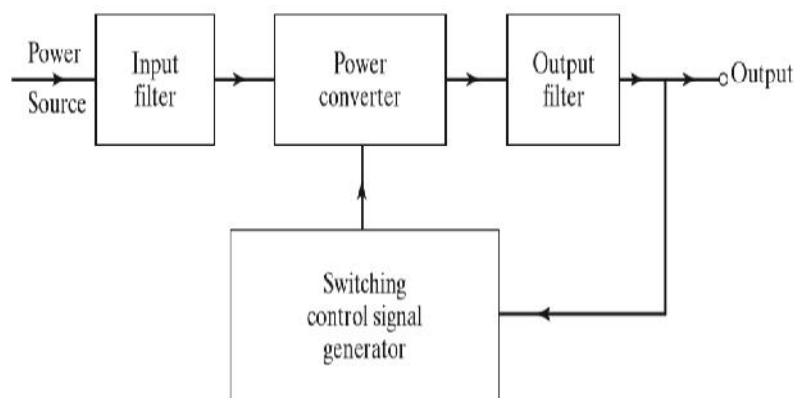 Power
Source
Input
filter
Power
converter
Output
filter
Output
Switching
control signal
generator